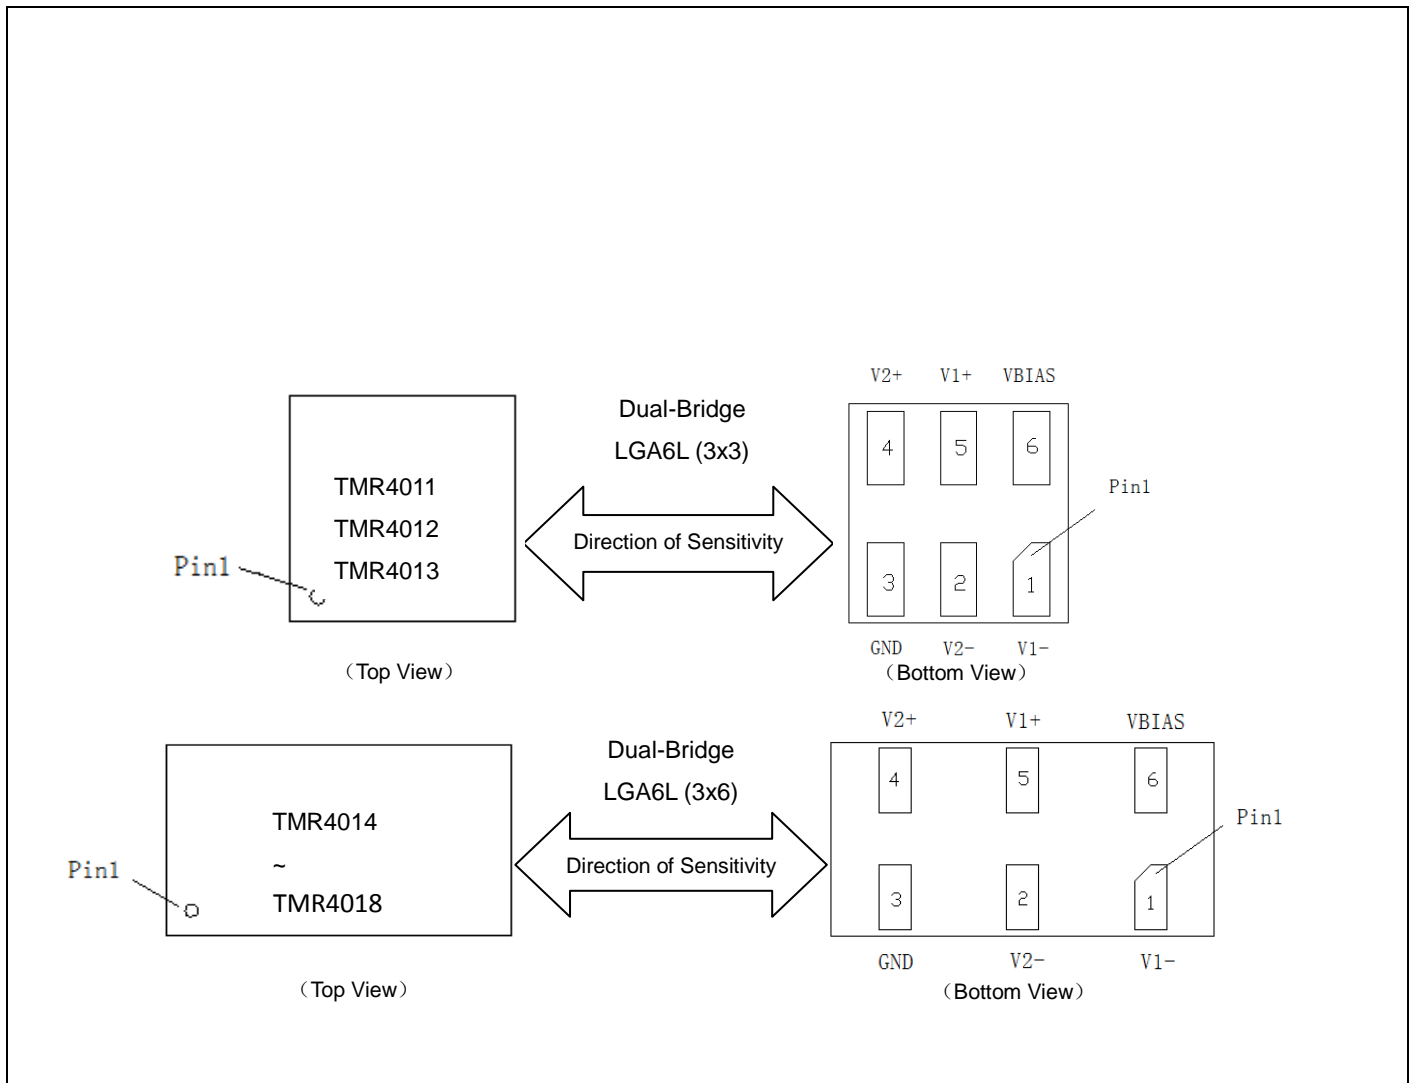 V2+ V1+ VBIAS
Dual-Bridge
LGA6L (3x3)
4 5 6
TMR4011
TMR4012
TMR4013
Pin1
Direction of Sensitivity
Pin1
3 2 1
GND V2- V1-
（Top View）
（Bottom View）
V2+ V1+ VBIAS
Dual-Bridge
LGA6L (3x6)
4 5 6
TMR4014
~
TMR4018
Pin1
Direction of Sensitivity
Pin1
3 2 1
GND V2- V1-
（Top View）
（Bottom View）